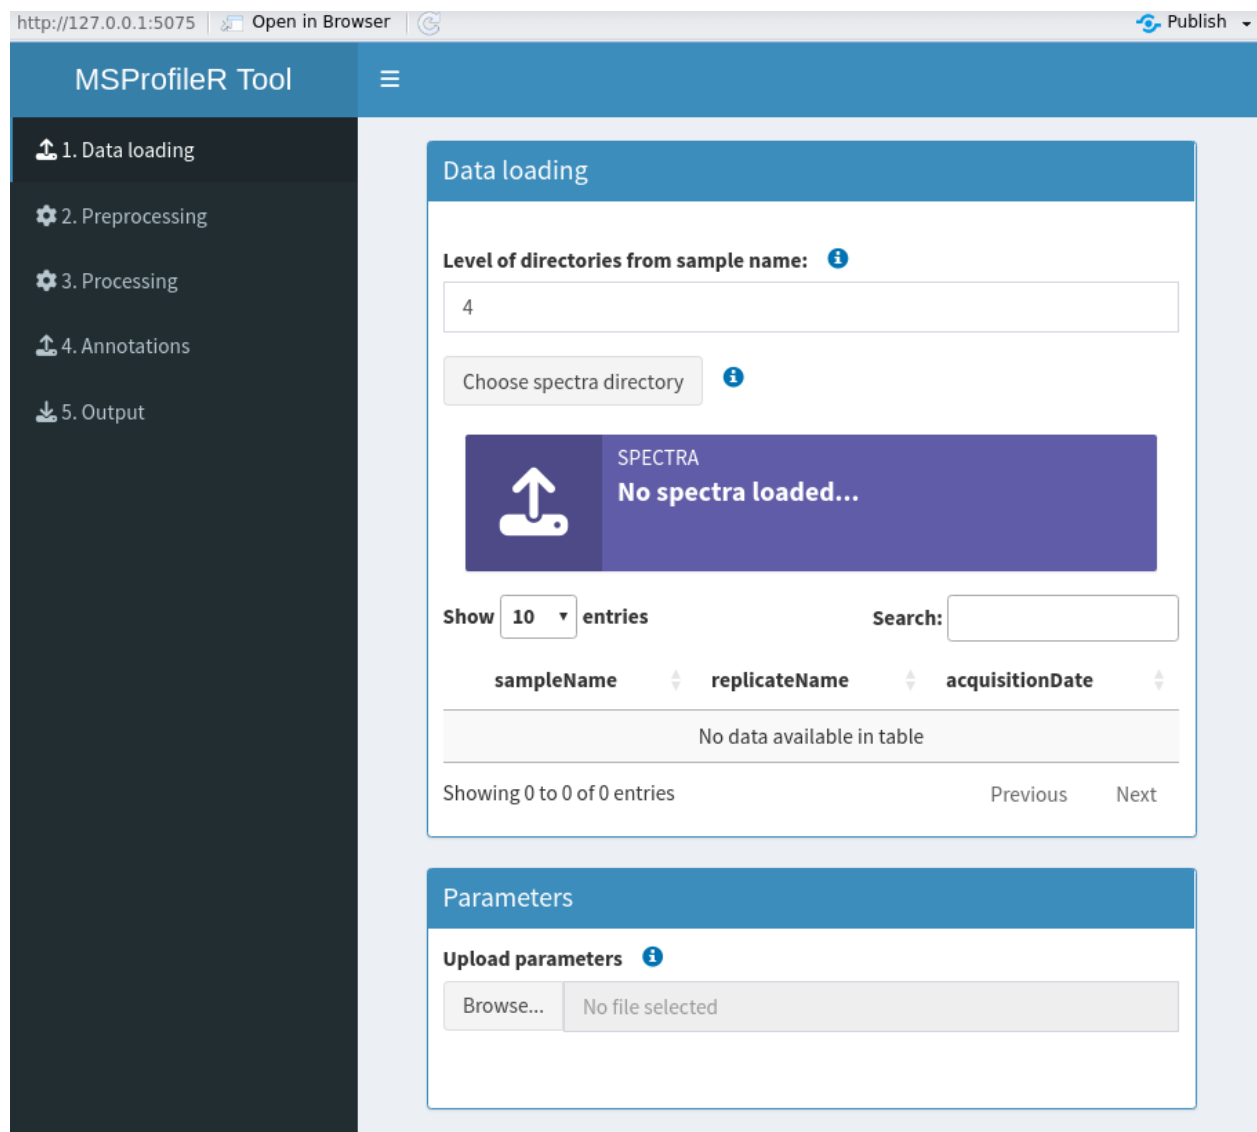 http://127.0.0.1:5075 Open in Browser Publish
MSProfileR Tool
1. Data loading
2. Preprocessing
3. Processing
4. Annotations
5. Output
Data loading
Level of directories from sample name:
4
Choose spectra directory
SPECTRA
No spectra loaded...
Show 10 entries Search:
sampleName replicateName acquisitionDate
No data available in table
Showing 0 to 0 of 0 entries Previous Next
Parameters
Upload parameters
Browse... No file selected